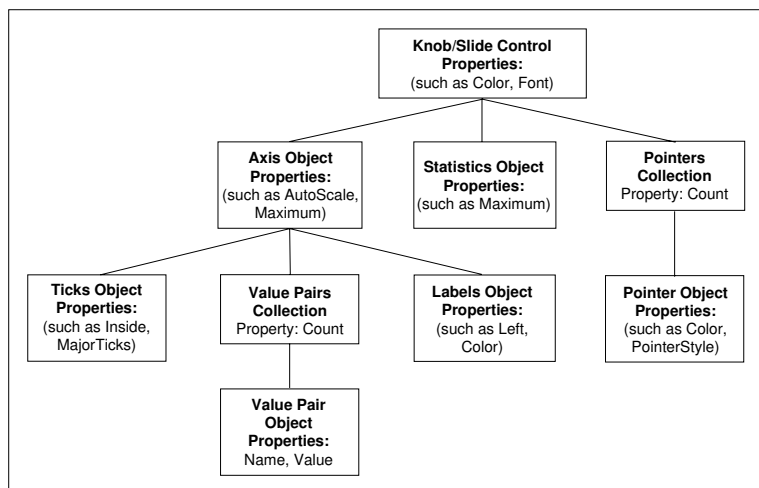 Knob/Slide Control
Properties:
(such as Color, Font)
Axis Object
Properties:
(such as AutoScale,
Maximum)
Statistics Object
Properties:
(such as Maximum)
Pointers
Collection
Property: Count
Ticks Object
Properties:
(such as Inside,
MajorTicks)
Value Pairs
Collection
Property: Count
Labels Object
Properties:
(such as Left,
Color)
Pointer Object
Properties:
(such as Color,
PointerStyle)
Value Pair
Object
Properties:
Name, Value